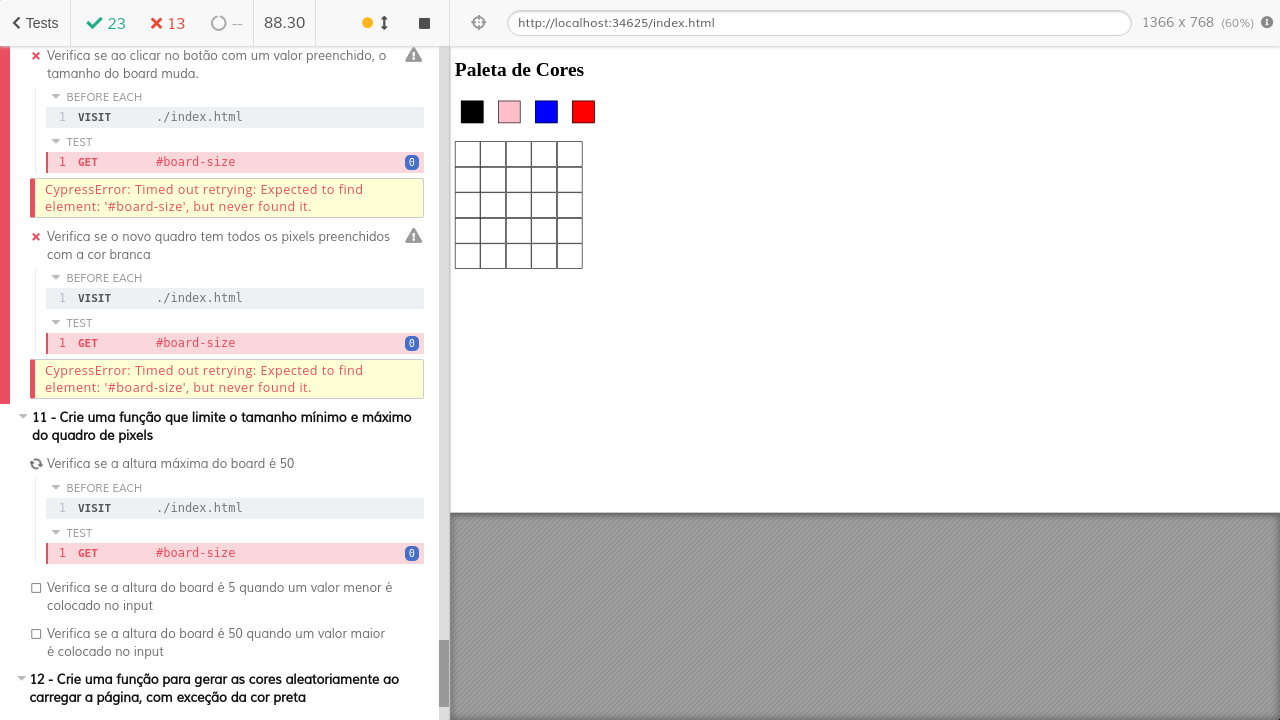 Tests 23 13 -- 88.30
http://localhost:34625/index.html 1366 x 768 (60%)
Verifica se ao clicar no botão com um valor preenchido, o
tamanho do board muda.
BEFORE EACH
1 VISIT ./index.html
TEST
1 GET #board-size 0
CypressError: Timed out retrying: Expected to find
element: '#board-size', but never found it.
Verifica se o novo quadro tem todos os pixels preenchidos
com a cor branca
BEFORE EACH
1 VISIT ./index.html
TEST
1 GET #board-size 0
CypressError: Timed out retrying: Expected to find
element: '#board-size', but never found it.
11 - Crie uma função que limite o tamanho mínimo e máximo
do quadro de pixels
Verifica se a altura máxima do board é 50
BEFORE EACH
1 VISIT ./index.html
TEST
1 GET #board-size 0
Verifica se a altura do board é 5 quando um valor menor é
colocado no input
Verifica se a altura do board é 50 quando um valor maior
é colocado no input
12 - Crie uma função para gerar as cores aleatoriamente ao
carregar a página, com exceção da cor preta
Paleta de Cores